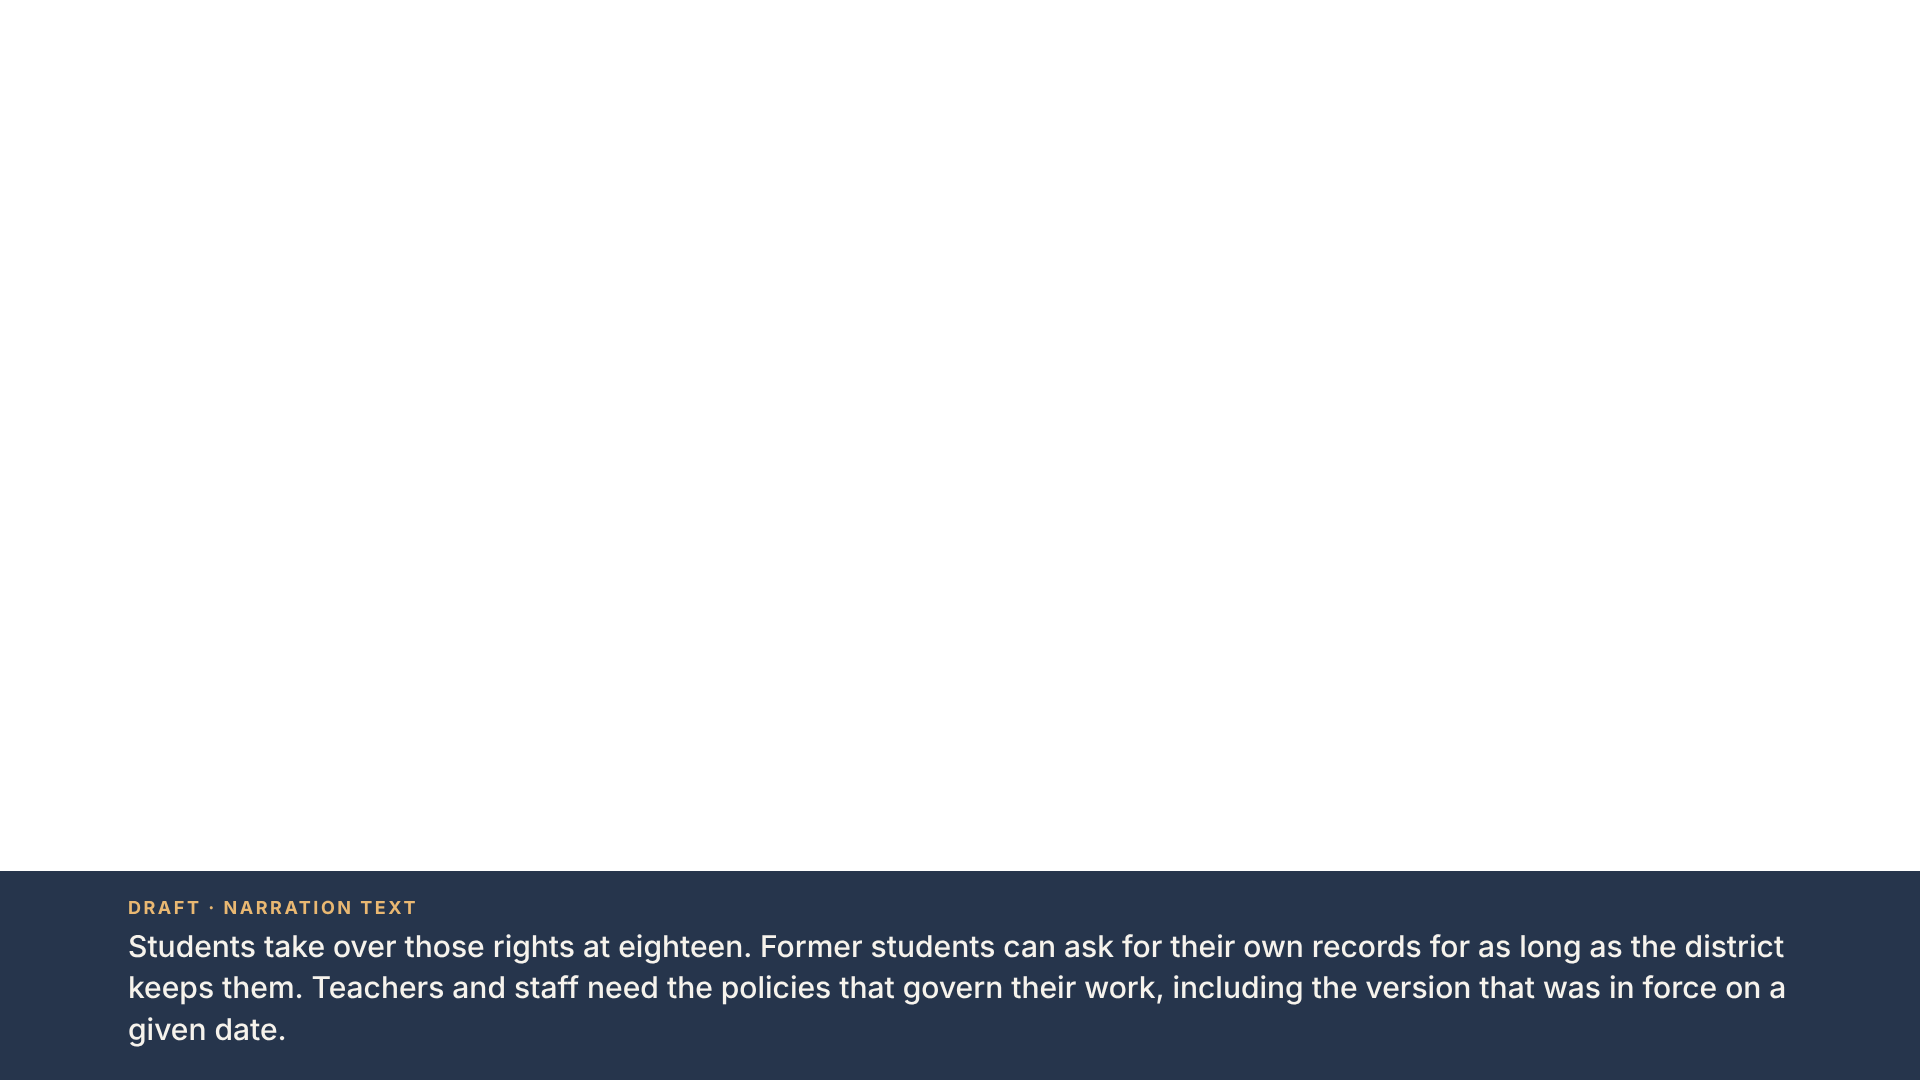 DRAFT · NARRATION TEXT
Students take over those rights at eighteen. Former students can ask for their own records for as long as the district
keeps them. Teachers and staff need the policies that govern their work, including the version that was in force on a
given date.